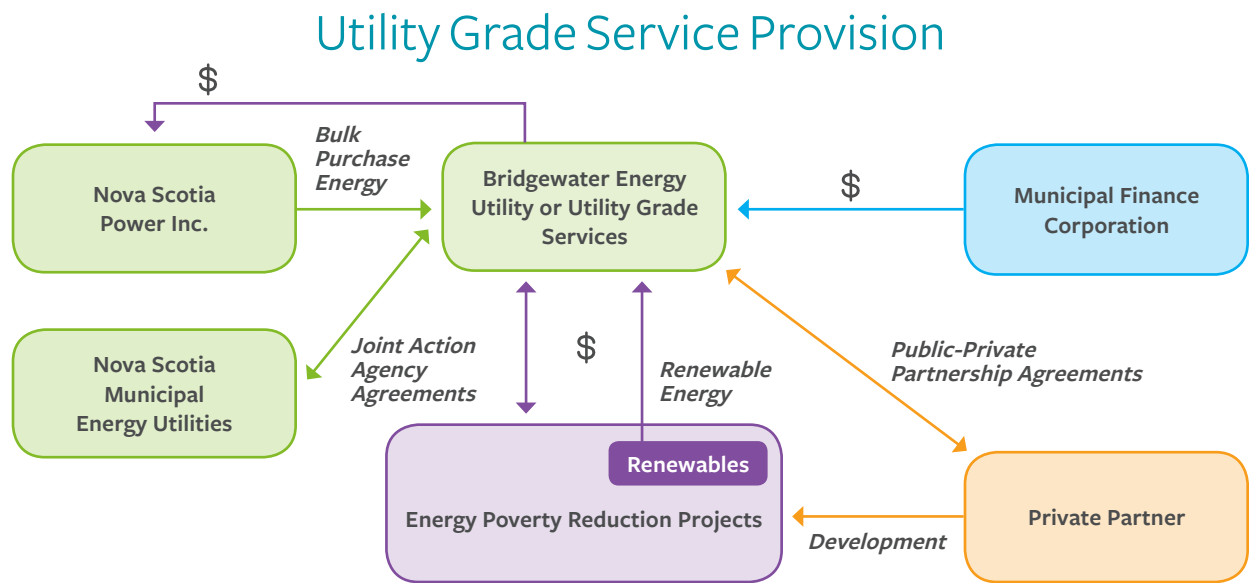 Utility Grade Service Provision
$
Bulk
Purchase
Energy
Nova Scotia
Power Inc.
Bridgewater Energy
Utility or Utility Grade
Services
$
Municipal Finance
Corporation
Nova Scotia
Municipal
Energy Utilities
Joint Action
Agency
Agreements
$
Renewable
Energy
Public-Private
Partnership Agreements
Renewables
Energy Poverty Reduction Projects
Development
Private Partner